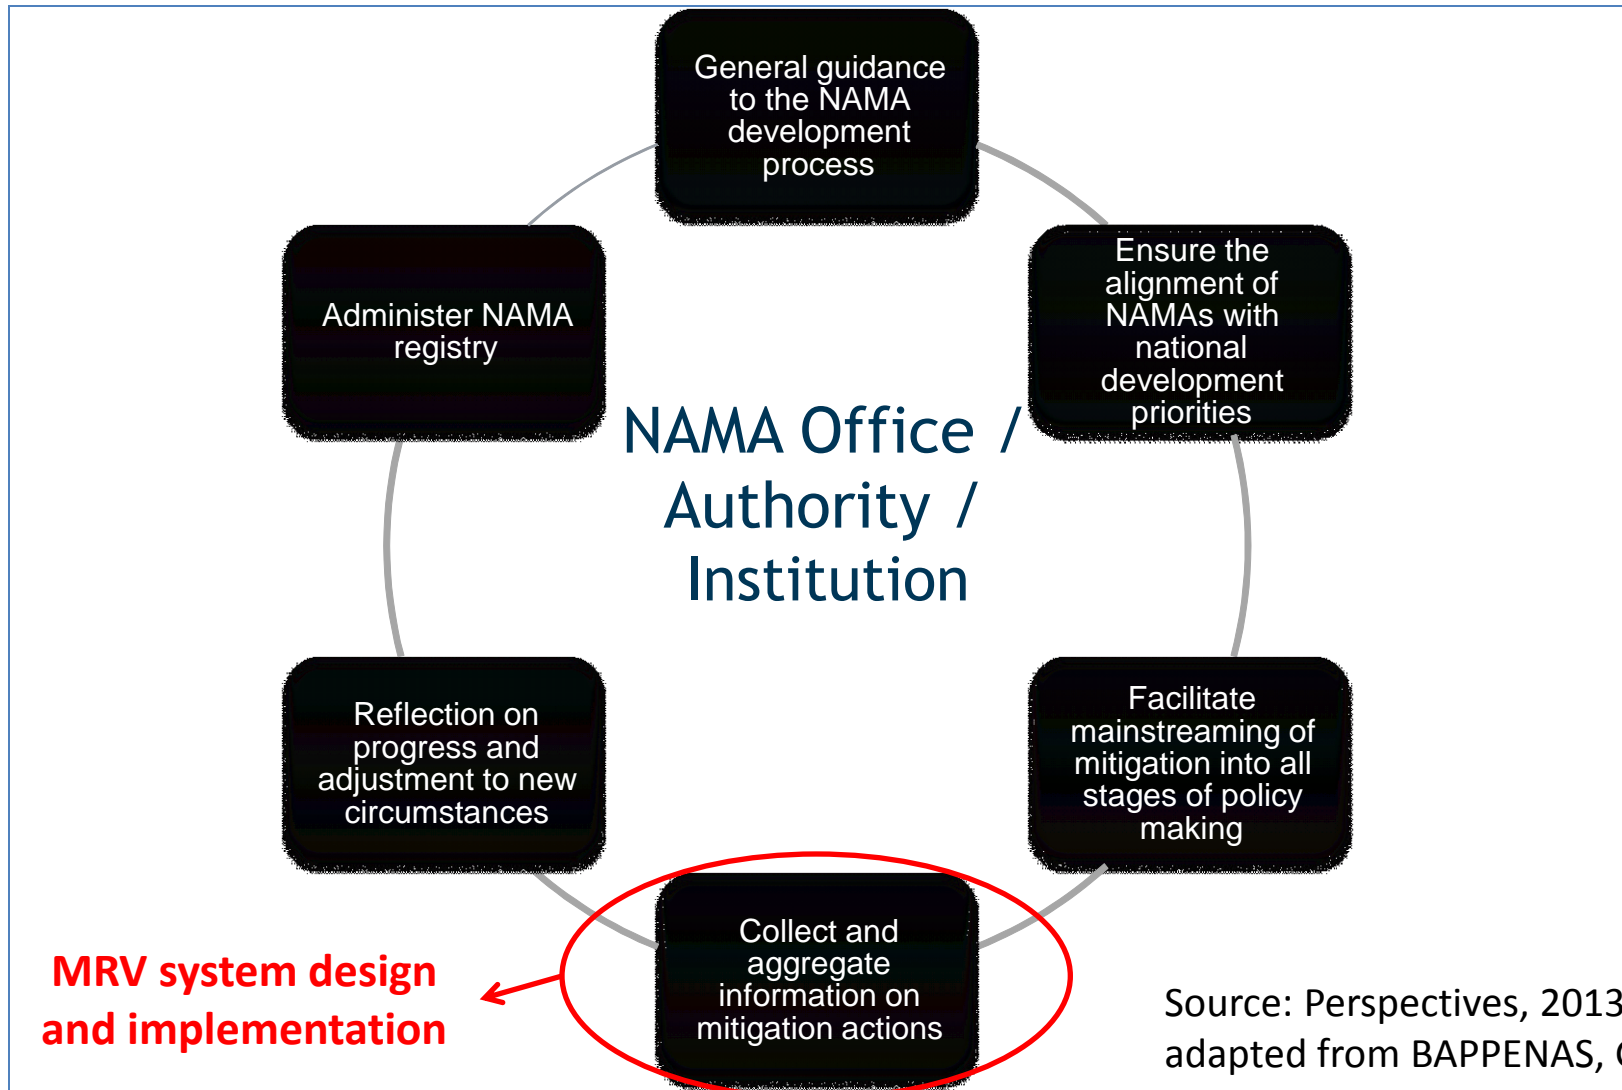 General guidance
to the NAMA
development
process
Ensure the
alignment of
NAMAs with
national
development
priorities
Facilitate
mainstreaming of
mitigation into all
stages of policy
making
Collect and
aggregate
information on
mitigation actions
Reflection on
progress and
adjustment to new
circumstances
Administer NAMA
registry
NAMA Office /
Authority /
Institution
MRV system design
and implementation
Source: Perspectives, 2013
adapted from BAPPENAS,